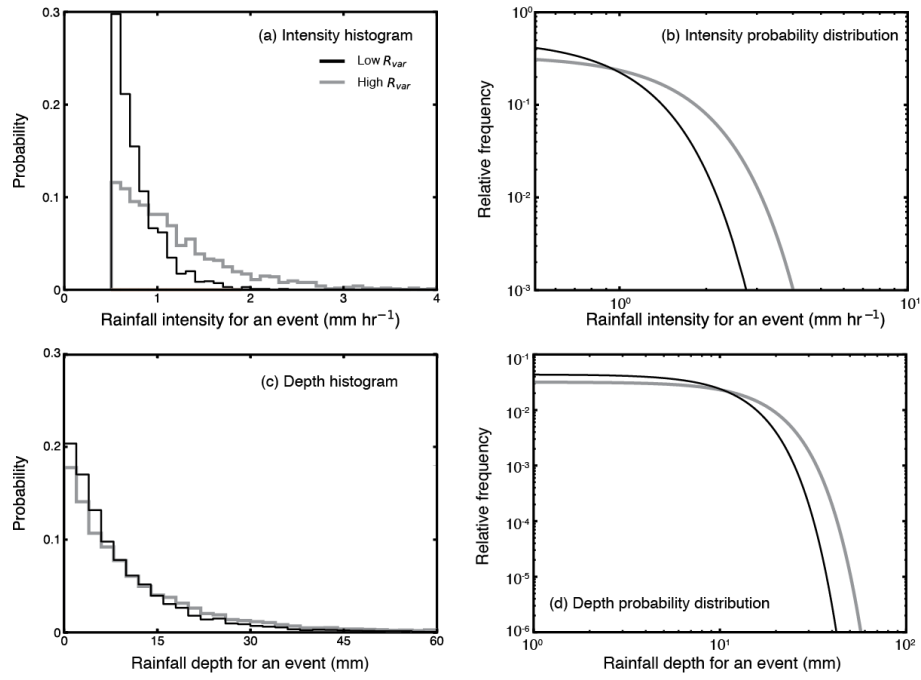 (a) Intensity histogram
Low Rvar
High Rvar
0.3
0.2
0.1
0
Probability
0
1
2
3
4
Rainfall intensity for an event (mm hr⁻¹)
(b) Intensity probability distribution
10⁰
10⁻¹
10⁻²
10⁻³
Relative frequency
10⁰
10¹
Rainfall intensity for an event (mm hr⁻¹)
(c) Depth histogram
0.3
0.2
0.1
0
Probability
0
15
30
45
60
Rainfall depth for an event (mm)
(d) Depth probability distribution
10⁻¹
10⁻²
10⁻³
10⁻⁴
10⁻⁵
10⁻⁶
Relative frequency
10⁰
10¹
10²
Rainfall depth for an event (mm)